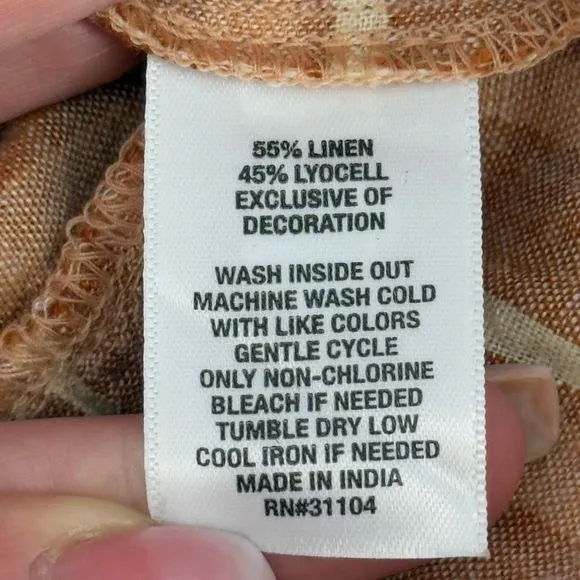 55% LINEN
45% LYOCELL
EXCLUSIVE OF
DECORATION
WASH INSIDE OUT
MACHINE WASH COLD
WITH LIKE COLORS
GENTLE CYCLE
ONLY NON-CHLORINE
BLEACH IF NEEDED
TUMBLE DRY LOW
COOL IRON IF NEEDED
MADE IN INDIA
RN#31104